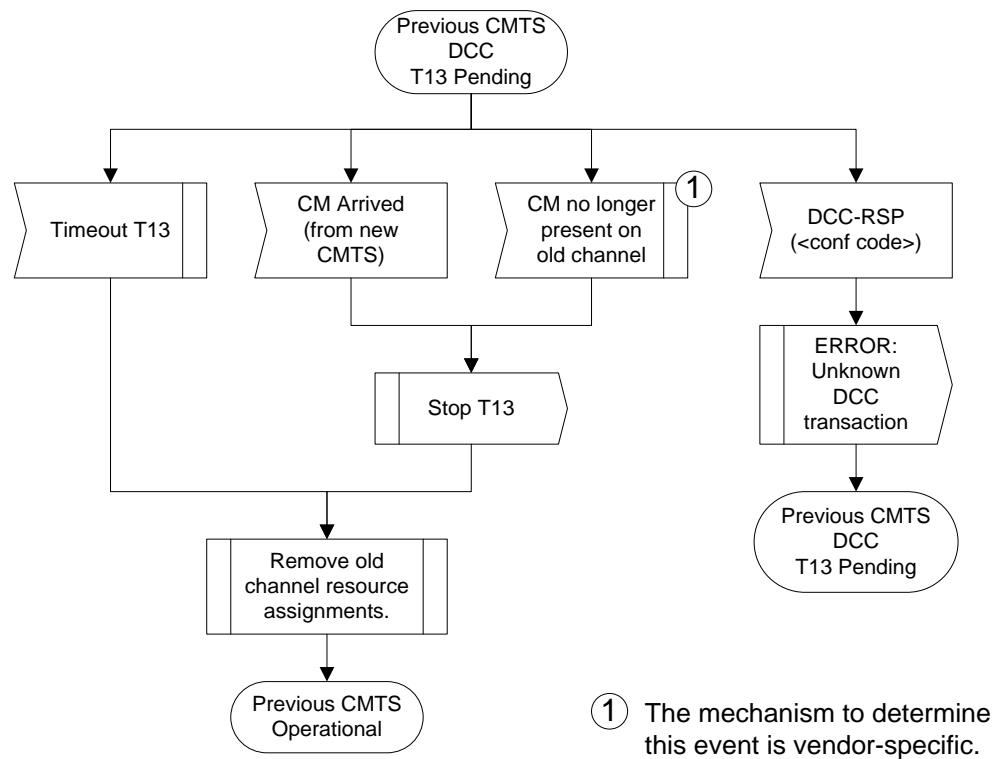 Previous CMTS
DCC
T13 Pending
Timeout T13
CM Arrived
(from new
CMTS)
CM no longer
present on
old channel
1
DCC-RSP
(<conf code>)
Stop T13
ERROR:
Unknown
DCC
transaction
Remove old
channel resource
assignments.
Previous CMTS
DCC
T13 Pending
Previous CMTS
Operational
1 The mechanism to determine
this event is vendor-specific.